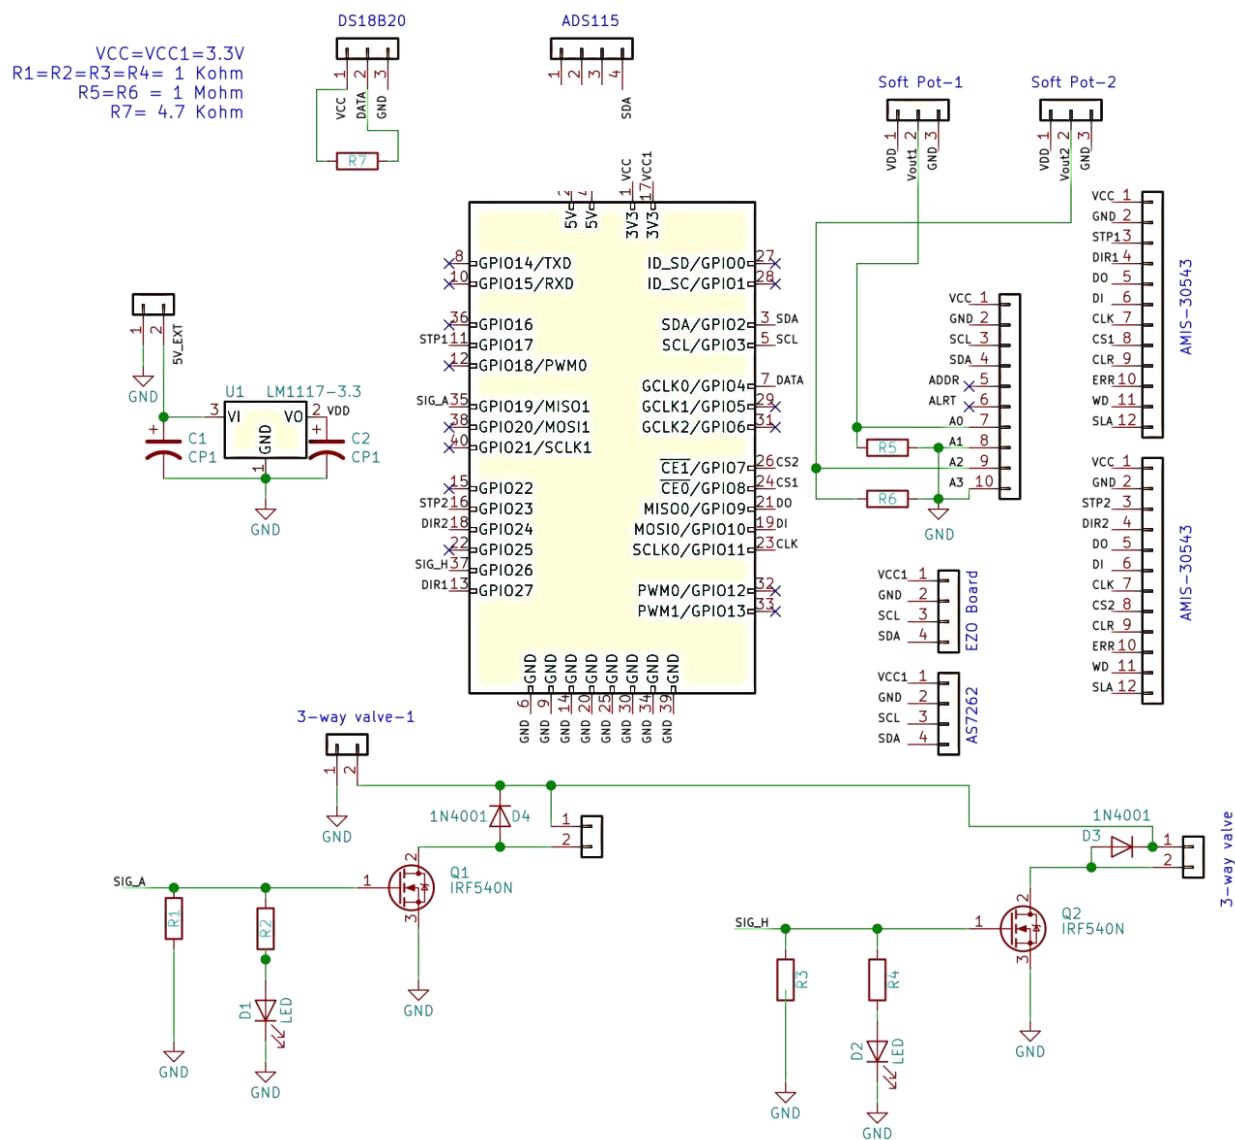 DS18B20
ADS115
VCC=VCC1=3.3V
R1=R2=R3=R4= 1 Kohm
R5=R6 = 1 Mohm
R7= 4.7 Kohm
1 2 3
VCC DATA GND
R7
1 2 3 4
SDA
Soft Pot-1
1 2 3
VDD Vout1 GND
Soft Pot-2
1 2 3
VDD Vout2 GND
VCC 1
GND 2
STP1 3
DIR1 4
DO 5
DI 6
CLK 7
CS1 8
CLR 9
ERR 10
WD 11
SLA 12
AMIS-30543
2 4 1 VCC 17 VCC1
5V 5V 3V3 3V3
8 GPIO14/TXD
10 GPIO15/RXD
36 GPIO16
STP1 11 GPIO17
12 GPIO18/PWM0
SIG_A 35 GPIO19/MISO1
38 GPIO20/MOSI1
40 GPIO21/SCLK1
15 GPIO22
STP2 16 GPIO23
DIR2 18 GPIO24
22 GPIO25
SIG_H 37 GPIO26
DIR1 13 GPIO27
ID_SD/GPIO0 27
ID_SC/GPIO1 28
SDA/GPIO2 3 SDA
SCL/GPIO3 5 SCL
GCLK0/GPIO4 7 DATA
GCLK1/GPIO5 29
GCLK2/GPIO6 31
CE1/GPIO7 26 CS2
CE0/GPIO8 24 CS1
MISO0/GPIO9 21 DO
MOSI0/GPIO10 19 DI
SCLK0/GPIO11 23 CLK
PWM0/GPIO12 32
PWM1/GPIO13 33
GND GND GND GND GND GND GND GND
6 9 14 20 25 30 34 39
GND GND GND GND GND GND GND GND
1 2
5V_EXT
GND
U1 LM1117-3.3
3 VI VO 2 VDD
GND
1
+ C1
CP1
+ C2
CP1
GND
VCC 1
GND 2
SCL 3
SDA 4
ADDR 5
ALRT 6
A0 7
A1 8
A2 9
A3 10
R5
R6
GND
VCC 1
GND 2
STP2 3
DIR2 4
DO 5
DI 6
CLK 7
CS2 8
CLR 9
ERR 10
WD 11
SLA 12
AMIS-30543
VCC1 1
GND 2
SCL 3
SDA 4
EZO Board
VCC1 1
GND 2
SCL 3
SDA 4
AS7262
3-way valve-1
1 2
GND
1N4001 D4
1
2
SIG_A
R1
R2
1
2
3
Q1
IRF540N
D1
LED
GND
GND
GND
1N4001
D3
1
2
3-way valve
SIG_H
R3
R4
1
2
3
Q2
IRF540N
D2
LED
GND
GND
GND